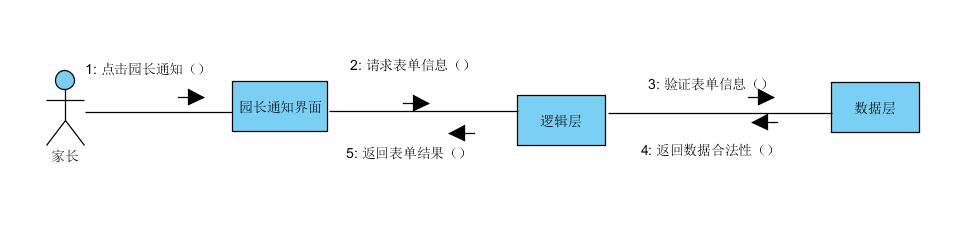 1: 点击园长通知（）
2: 请求表单信息（）
3: 验证表单信息（）
园长通知界面
逻辑层
数据层
家长
5: 返回表单结果（）
4: 返回数据合法性（）